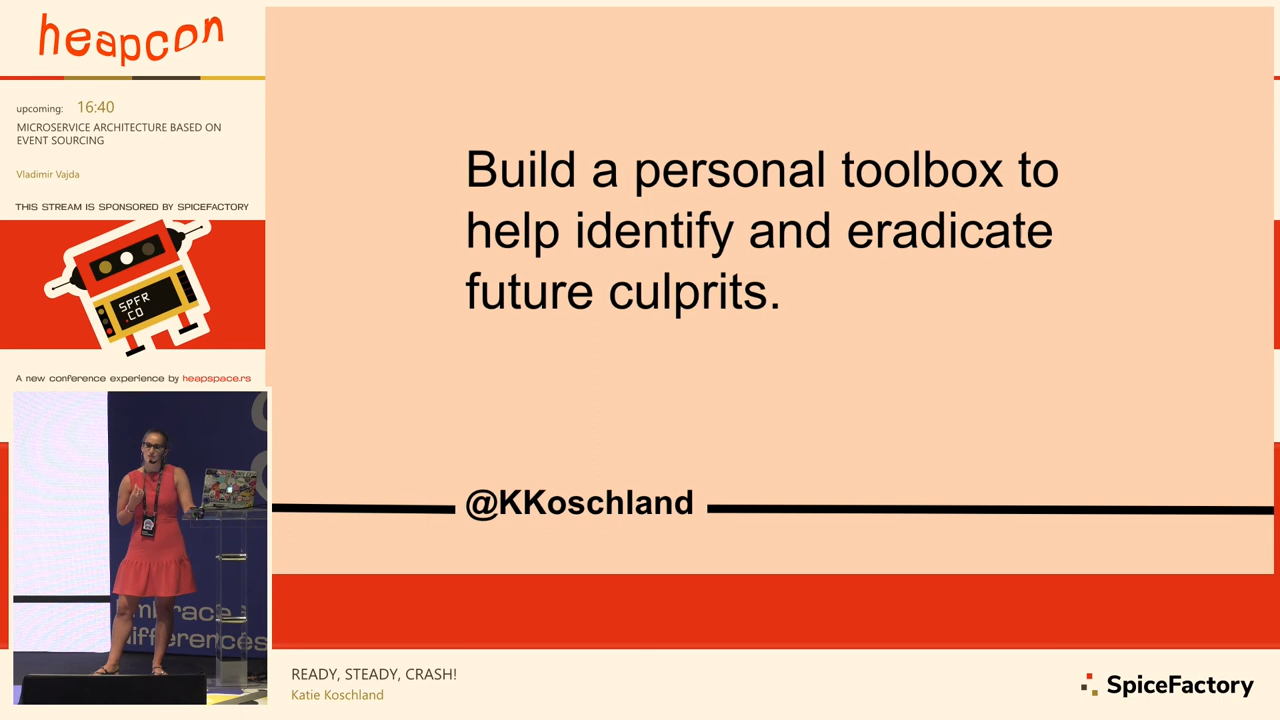 heapcon
upcoming: 16:40
MICROSERVICE ARCHITECTURE BASED ON
EVENT SOURCING
Vladimir Vajda
THIS STREAM IS SPONSORED BY SPICEFACTORY
SPFR
.CO
A new conference experience by heapspace.rs
Build a personal toolbox to
help identify and eradicate
future culprits.
@KKoschland
embrace
differences
READY, STEADY, CRASH!
Katie Koschland
SpiceFactory